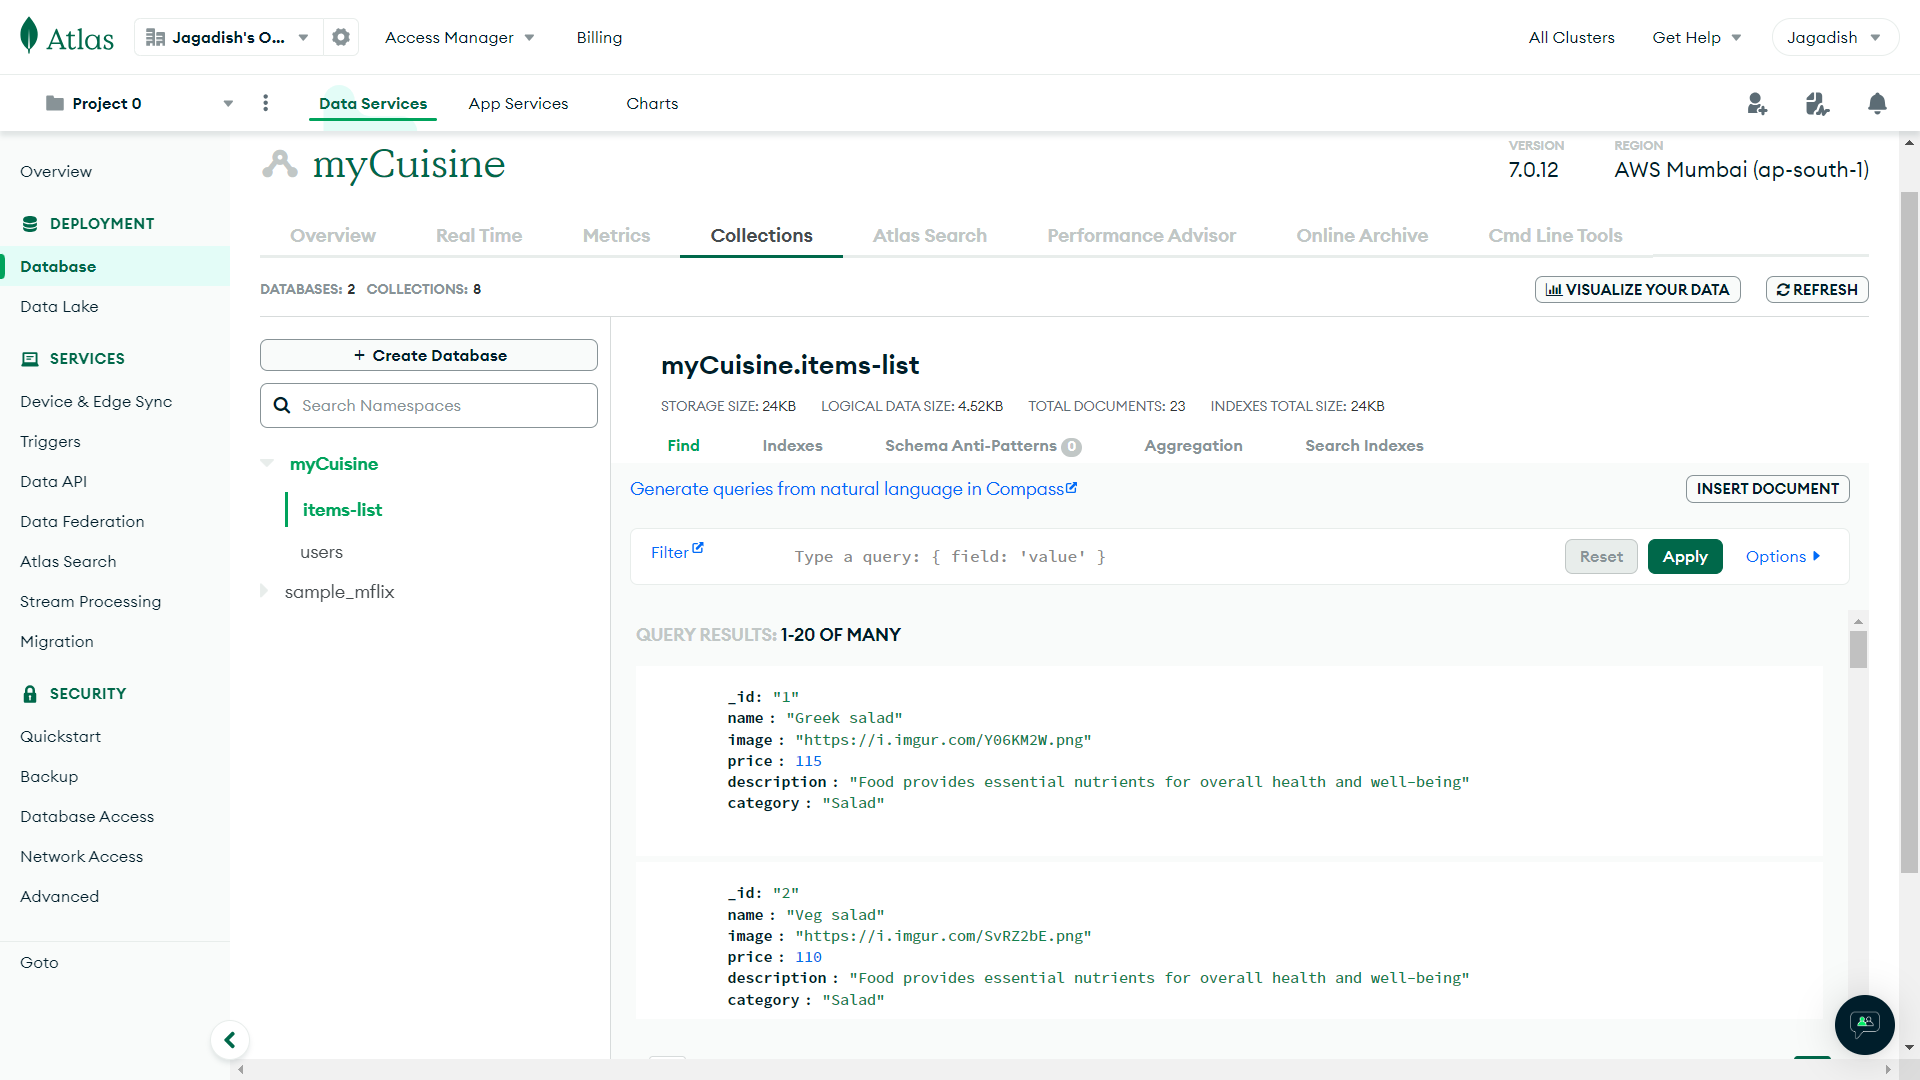 Atlas
Jagadish's O...
Access Manager
Billing
All Clusters
Get Help
Jagadish
Project 0
Data Services
App Services
Charts
Overview
DEPLOYMENT
Database
Data Lake
SERVICES
Device & Edge Sync
Triggers
Data API
Data Federation
Atlas Search
Stream Processing
Migration
SECURITY
Quickstart
Backup
Database Access
Network Access
Advanced
Goto
myCuisine
VERSION
7.0.12
REGION
AWS Mumbai (ap-south-1)
Overview
Real Time
Metrics
Collections
Atlas Search
Performance Advisor
Online Archive
Cmd Line Tools
DATABASES: 2 COLLECTIONS: 8
VISUALIZE YOUR DATA
REFRESH
+ Create Database
Search Namespaces
myCuisine
items-list
users
sample_mflix
myCuisine.items-list
STORAGE SIZE: 24KB LOGICAL DATA SIZE: 4.52KB TOTAL DOCUMENTS: 23 INDEXES TOTAL SIZE: 24KB
Find
Indexes
Schema Anti-Patterns 0
Aggregation
Search Indexes
Generate queries from natural language in Compass
INSERT DOCUMENT
Filter
Type a query: { field: 'value' }
Reset
Apply
Options
QUERY RESULTS: 1-20 OF MANY
_id: "1"
name : "Greek salad"
image : "https://i.imgur.com/Y06KM2W.png"
price : 115
description : "Food provides essential nutrients for overall health and well-being"
category : "Salad"
_id: "2"
name : "Veg salad"
image : "https://i.imgur.com/SvRZ2bE.png"
price : 110
description : "Food provides essential nutrients for overall health and well-being"
category : "Salad"